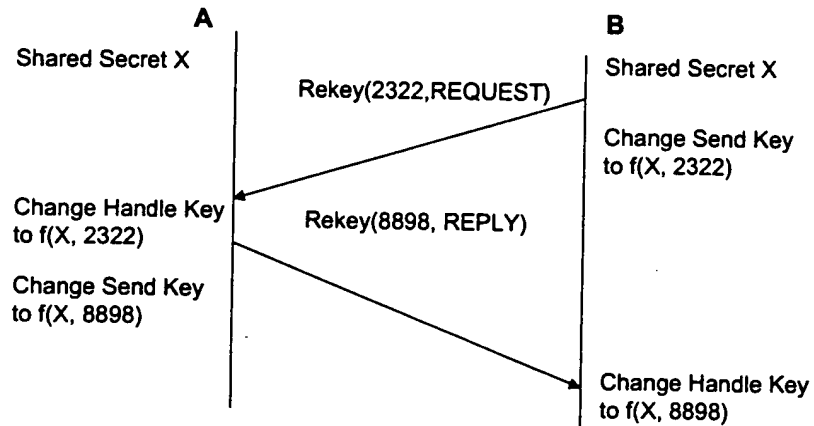 A
B
Shared Secret X
Shared Secret X
Rekey(2322,REQUEST)
Change Send Key
to f(X, 2322)
Change Handle Key
to f(X, 2322)
Rekey(8898, REPLY)
Change Send Key
to f(X, 8898)
Change Handle Key
to f(X, 8898)